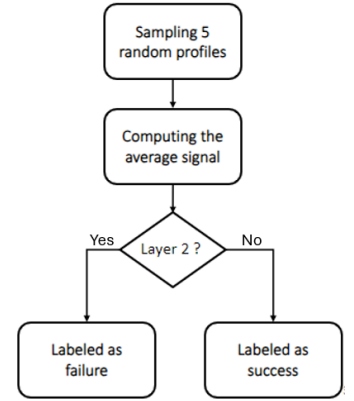 Sampling 5
random profiles
Computing the
average signal
Yes
Layer 2 ?
No
Labeled as
failure
Labeled as
success